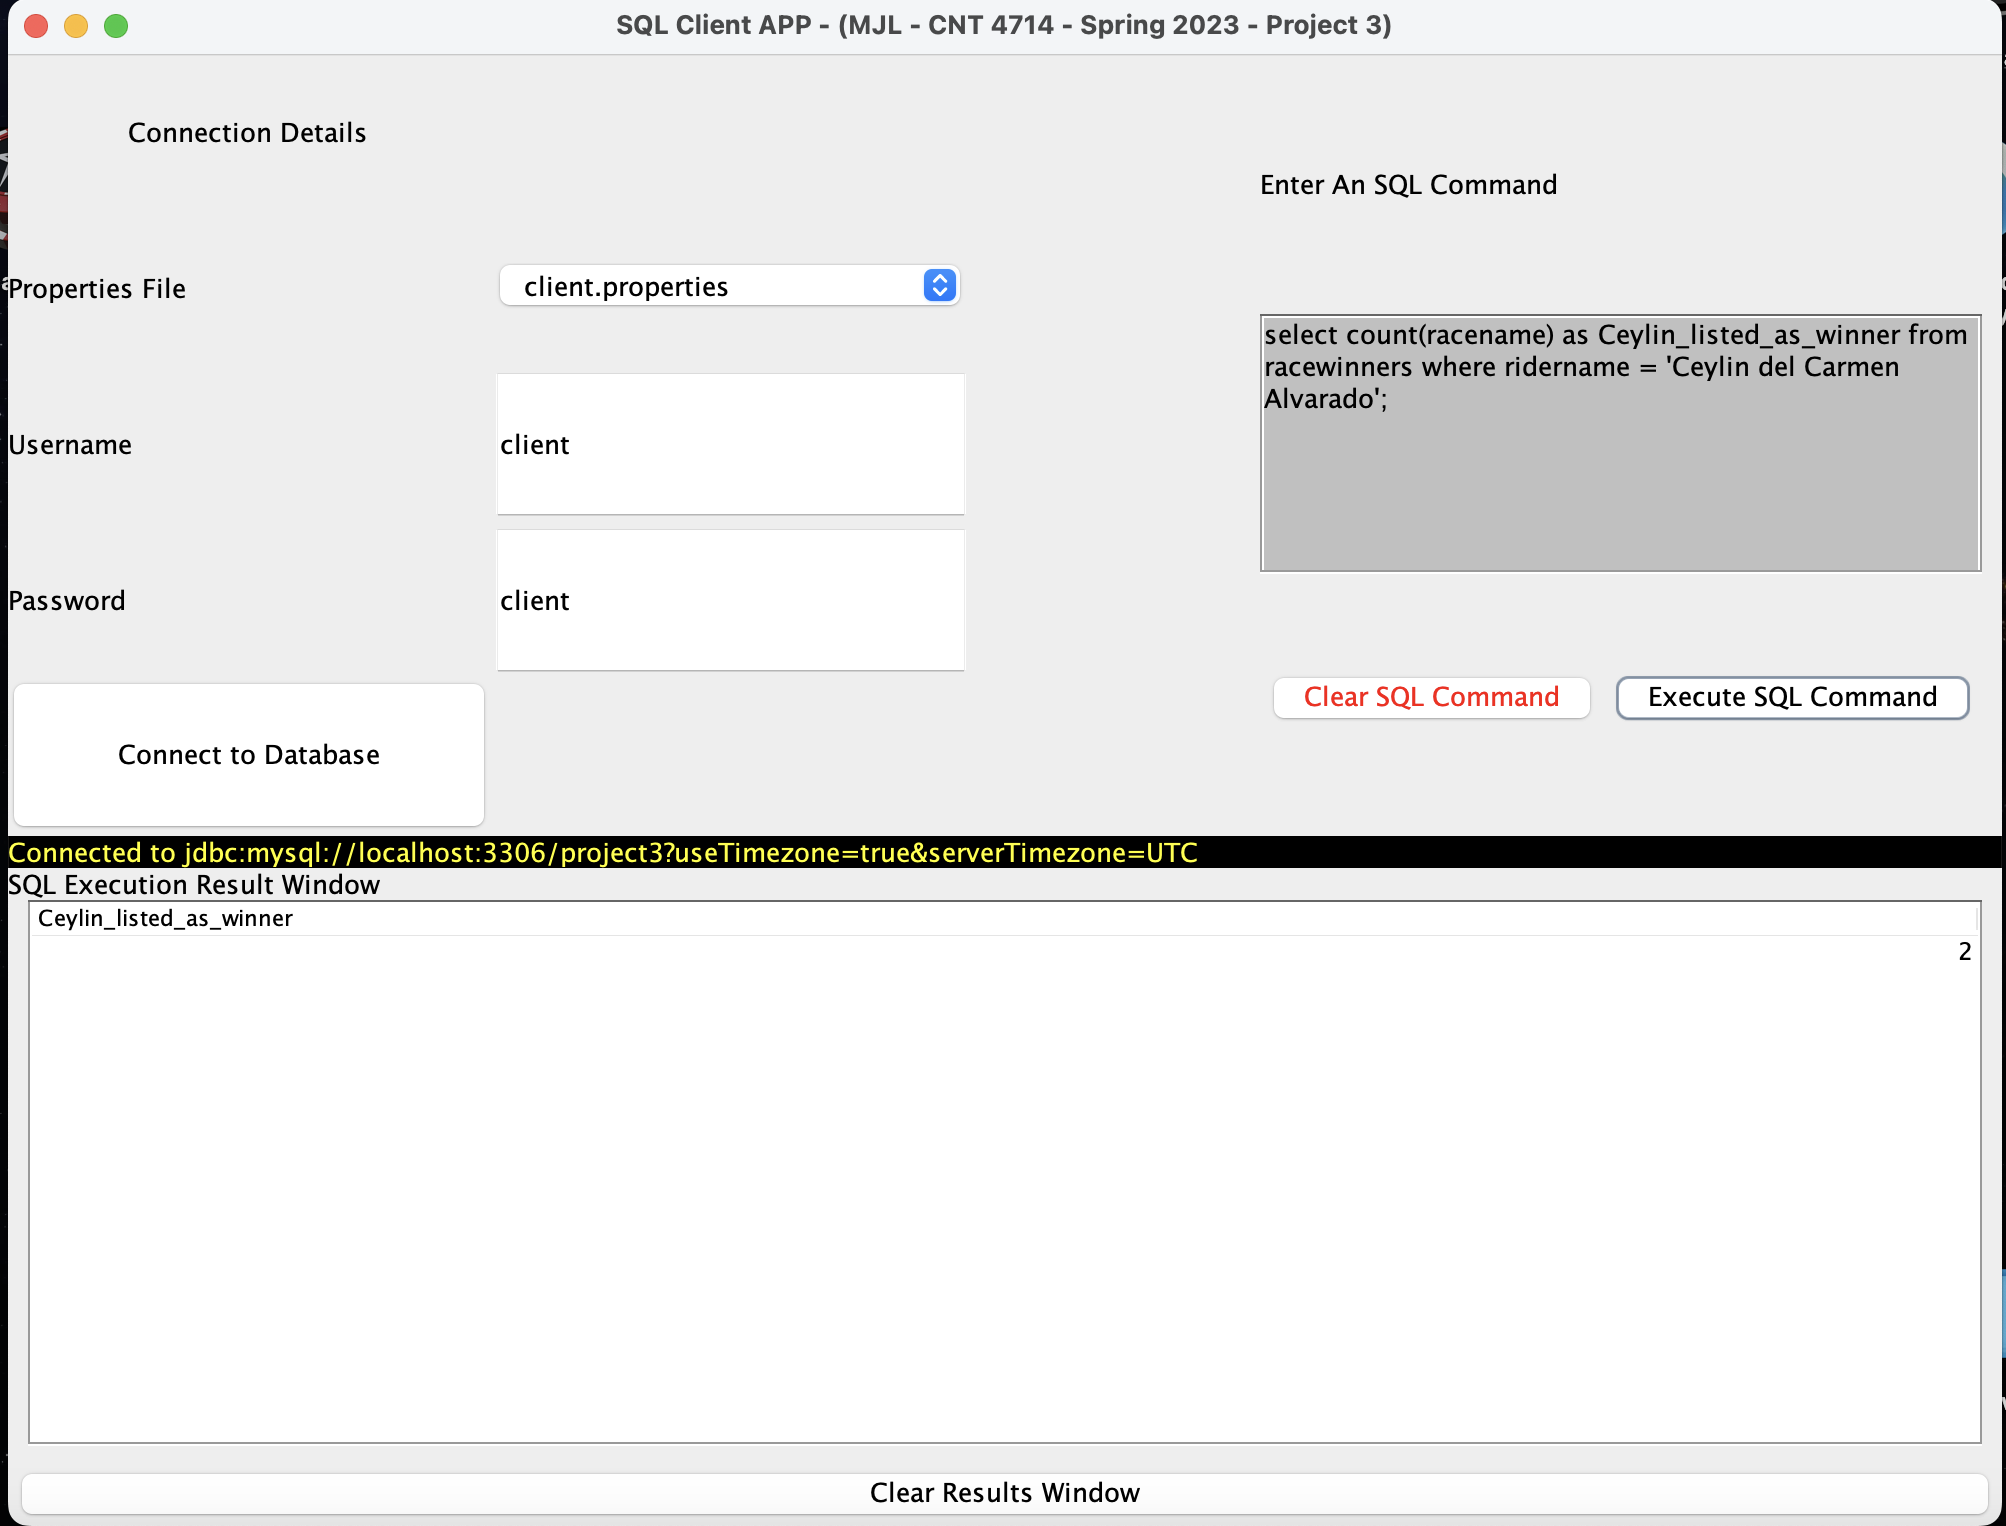 SQL Client APP - (MJL - CNT 4714 - Spring 2023 - Project 3)
Connection Details
Enter An SQL Command
Properties File
client.properties
select count(racename) as Ceylin_listed_as_winner from
racewinners where ridername = 'Ceylin del Carmen
Alvarado';
Username
client
Password
client
Clear SQL Command
Execute SQL Command
Connect to Database
Connected to jdbc:mysql://localhost:3306/project3?useTimezone=true&serverTimezone=UTC
SQL Execution Result Window
Ceylin_listed_as_winner
2
Clear Results Window